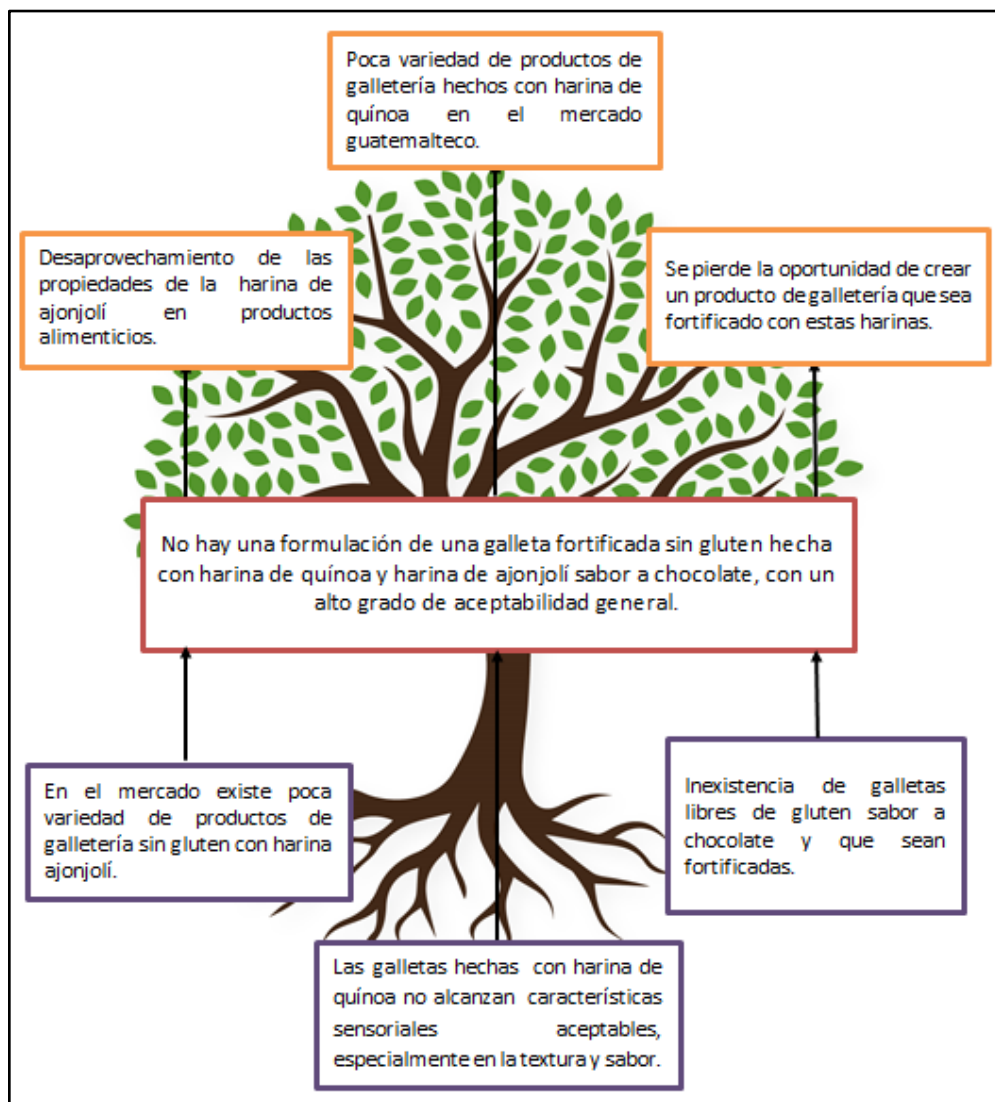 Poca variedad de productos de
galletería hechos con harina de
quínoa en el mercado
guatemalteco.
Desaprovechamiento de las
propiedades de la harina de
ajonjolí en productos
alimenticios.
Se pierde la oportunidad de crear
un producto de galletería que sea
fortificado con estas harinas.
No hay una formulación de una galleta fortificada sin gluten hecha
con harina de quínoa y harina de ajonjolí sabor a chocolate, con un
alto grado de aceptabilidad general.
En el mercado existe poca
variedad de productos de
galletería sin gluten con harina
ajonjolí.
Inexistencia de galletas
libres de gluten sabor a
chocolate y que sean
fortificadas.
Las galletas hechas con harina de
quínoa no alcanzan características
sensoriales aceptables,
especialmente en la textura y sabor.